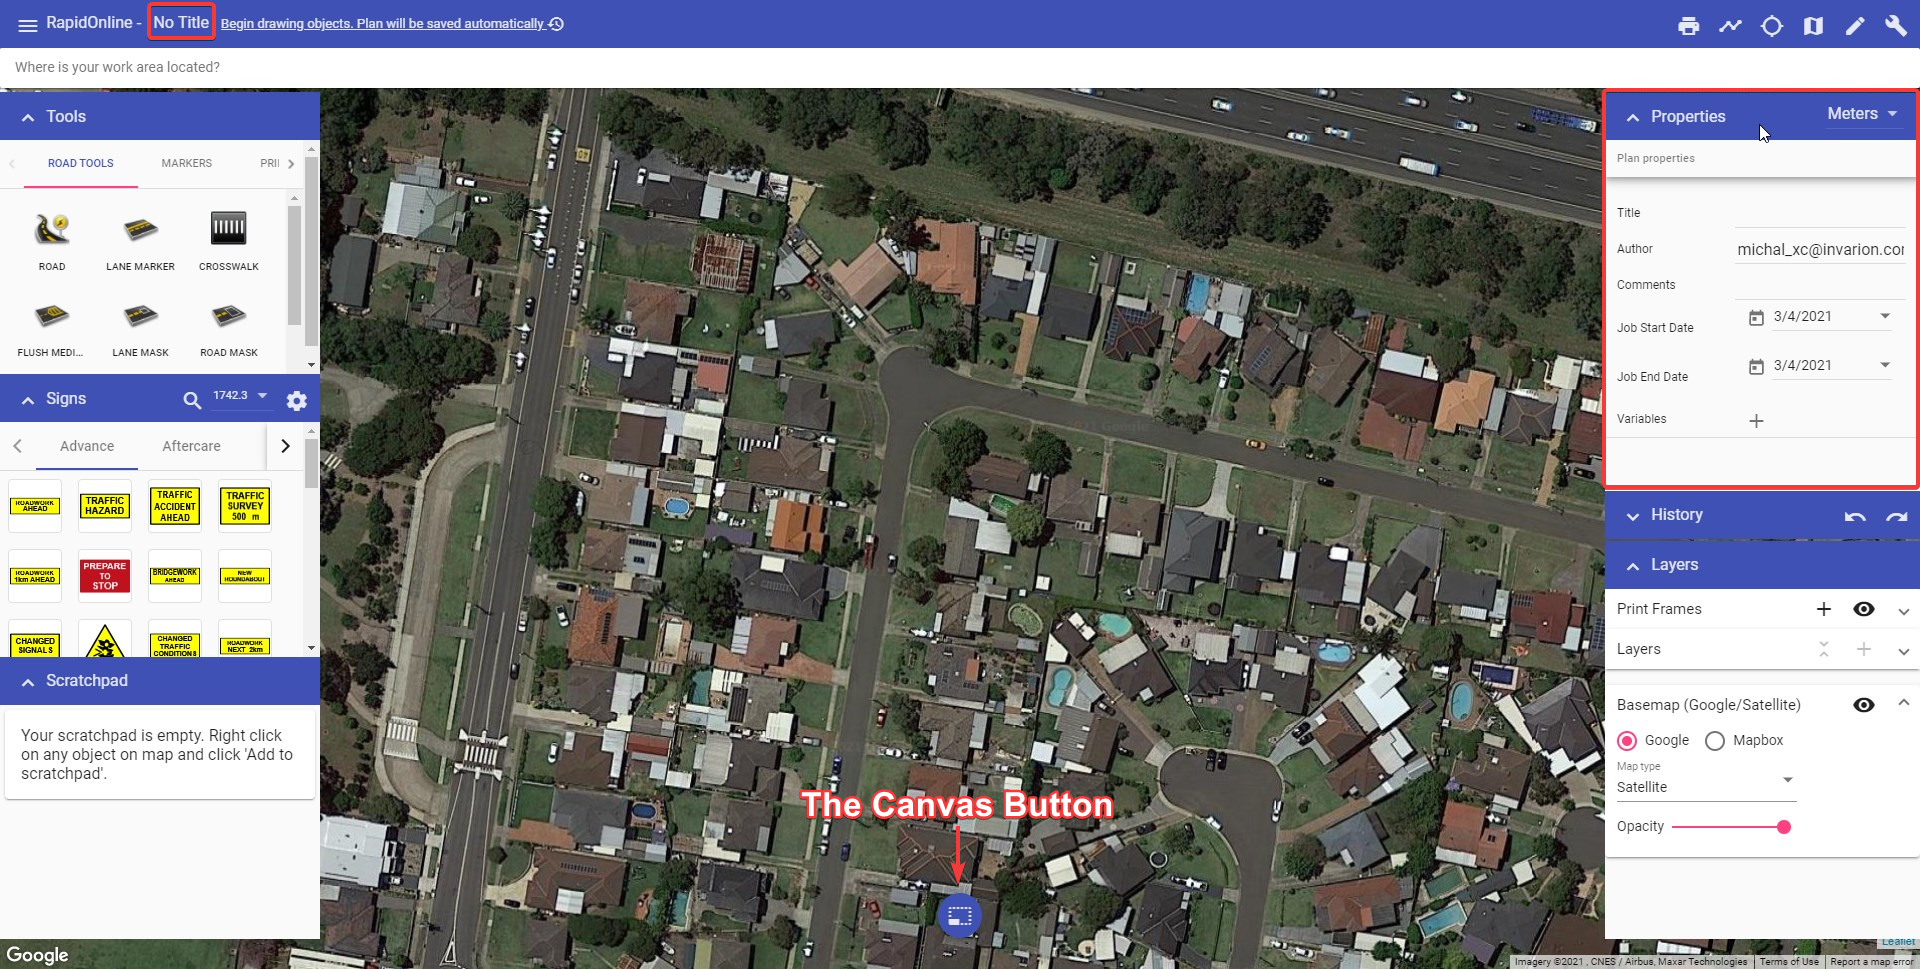 RapidOnline - No Title Begin drawing objects. Plan will be saved automatically
Where is your work area located?
Tools
ROAD TOOLS MARKERS PRI
ROAD LANE MARKER CROSSWALK
FLUSH MEDI... LANE MASK ROAD MASK
Signs 1742.3
Advance Aftercare
ROADWORK
AHEAD
TRAFFIC
HAZARD
TRAFFIC
ACCIDENT
AHEAD
TRAFFIC
SURVEY
500 m
ROADWORK
1km AHEAD
PREPARE
TO
STOP
BRIDGEWORK
AHEAD
NEW
ROUNDABOUT
CHANGED
SIGNALS
CHANGED
TRAFFIC
CONDITIONS
ROADWORK
NEXT 2km
Scratchpad
Your scratchpad is empty. Right click
on any object on map and click 'Add to
scratchpad'.
Google
The Canvas Button
Properties Meters
Plan properties
Title
Author michal_xc@invarion.cor
Comments
Job Start Date 3/4/2021
Job End Date 3/4/2021
Variables
History
Layers
Print Frames
Layers
Basemap (Google/Satellite)
Google Mapbox
Map type
Satellite
Opacity
Leaflet
Imagery ©2021 , CNES / Airbus, Maxar Technologies Terms of Use Report a map error